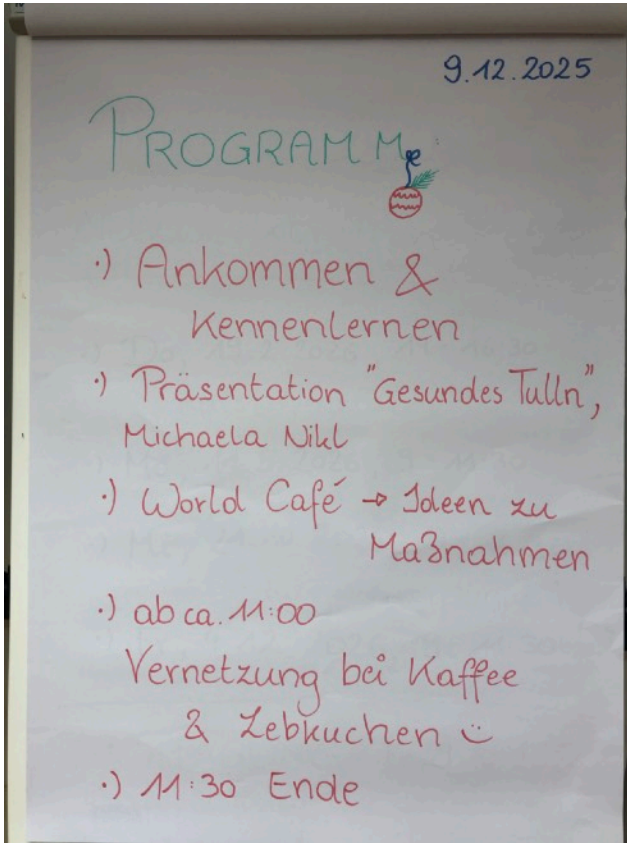 9.12.2025
PROGRAMM:
·) Ankommen &
Kennenlernen
·) Präsentation "Gesundes Tulln",
Michaela Nikl
·) World Café → Ideen zu
Maßnahmen
·) ab ca. 11:00
Vernetzung bei Kaffee
& Lebkuchen ☺
·) 11:30 Ende